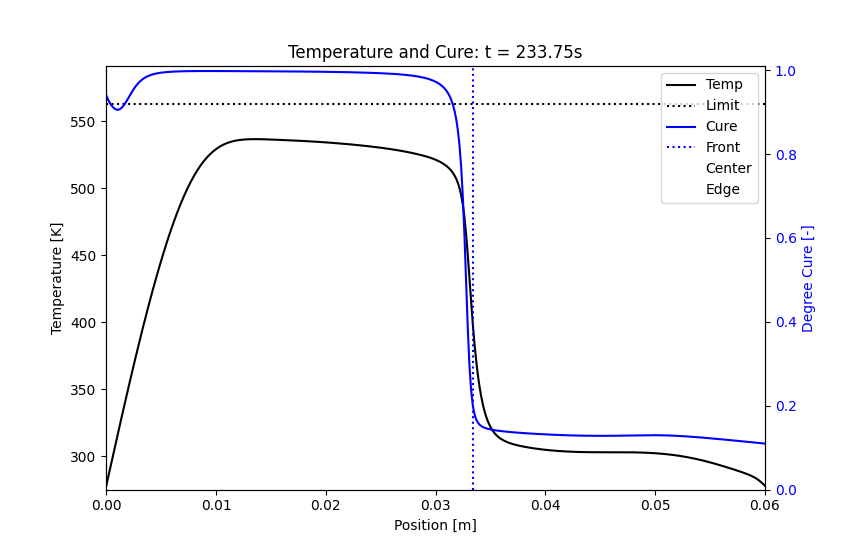 Temperature and Cure: t = 233.75s
Temp
Limit
Cure
Front
Center
Edge
Temperature [K]
550
500
450
400
350
300
1.0
0.8
0.6
0.4
0.2
0.0
Degree Cure [-]
0.00
0.01
0.02
0.03
0.04
0.05
0.06
Position [m]